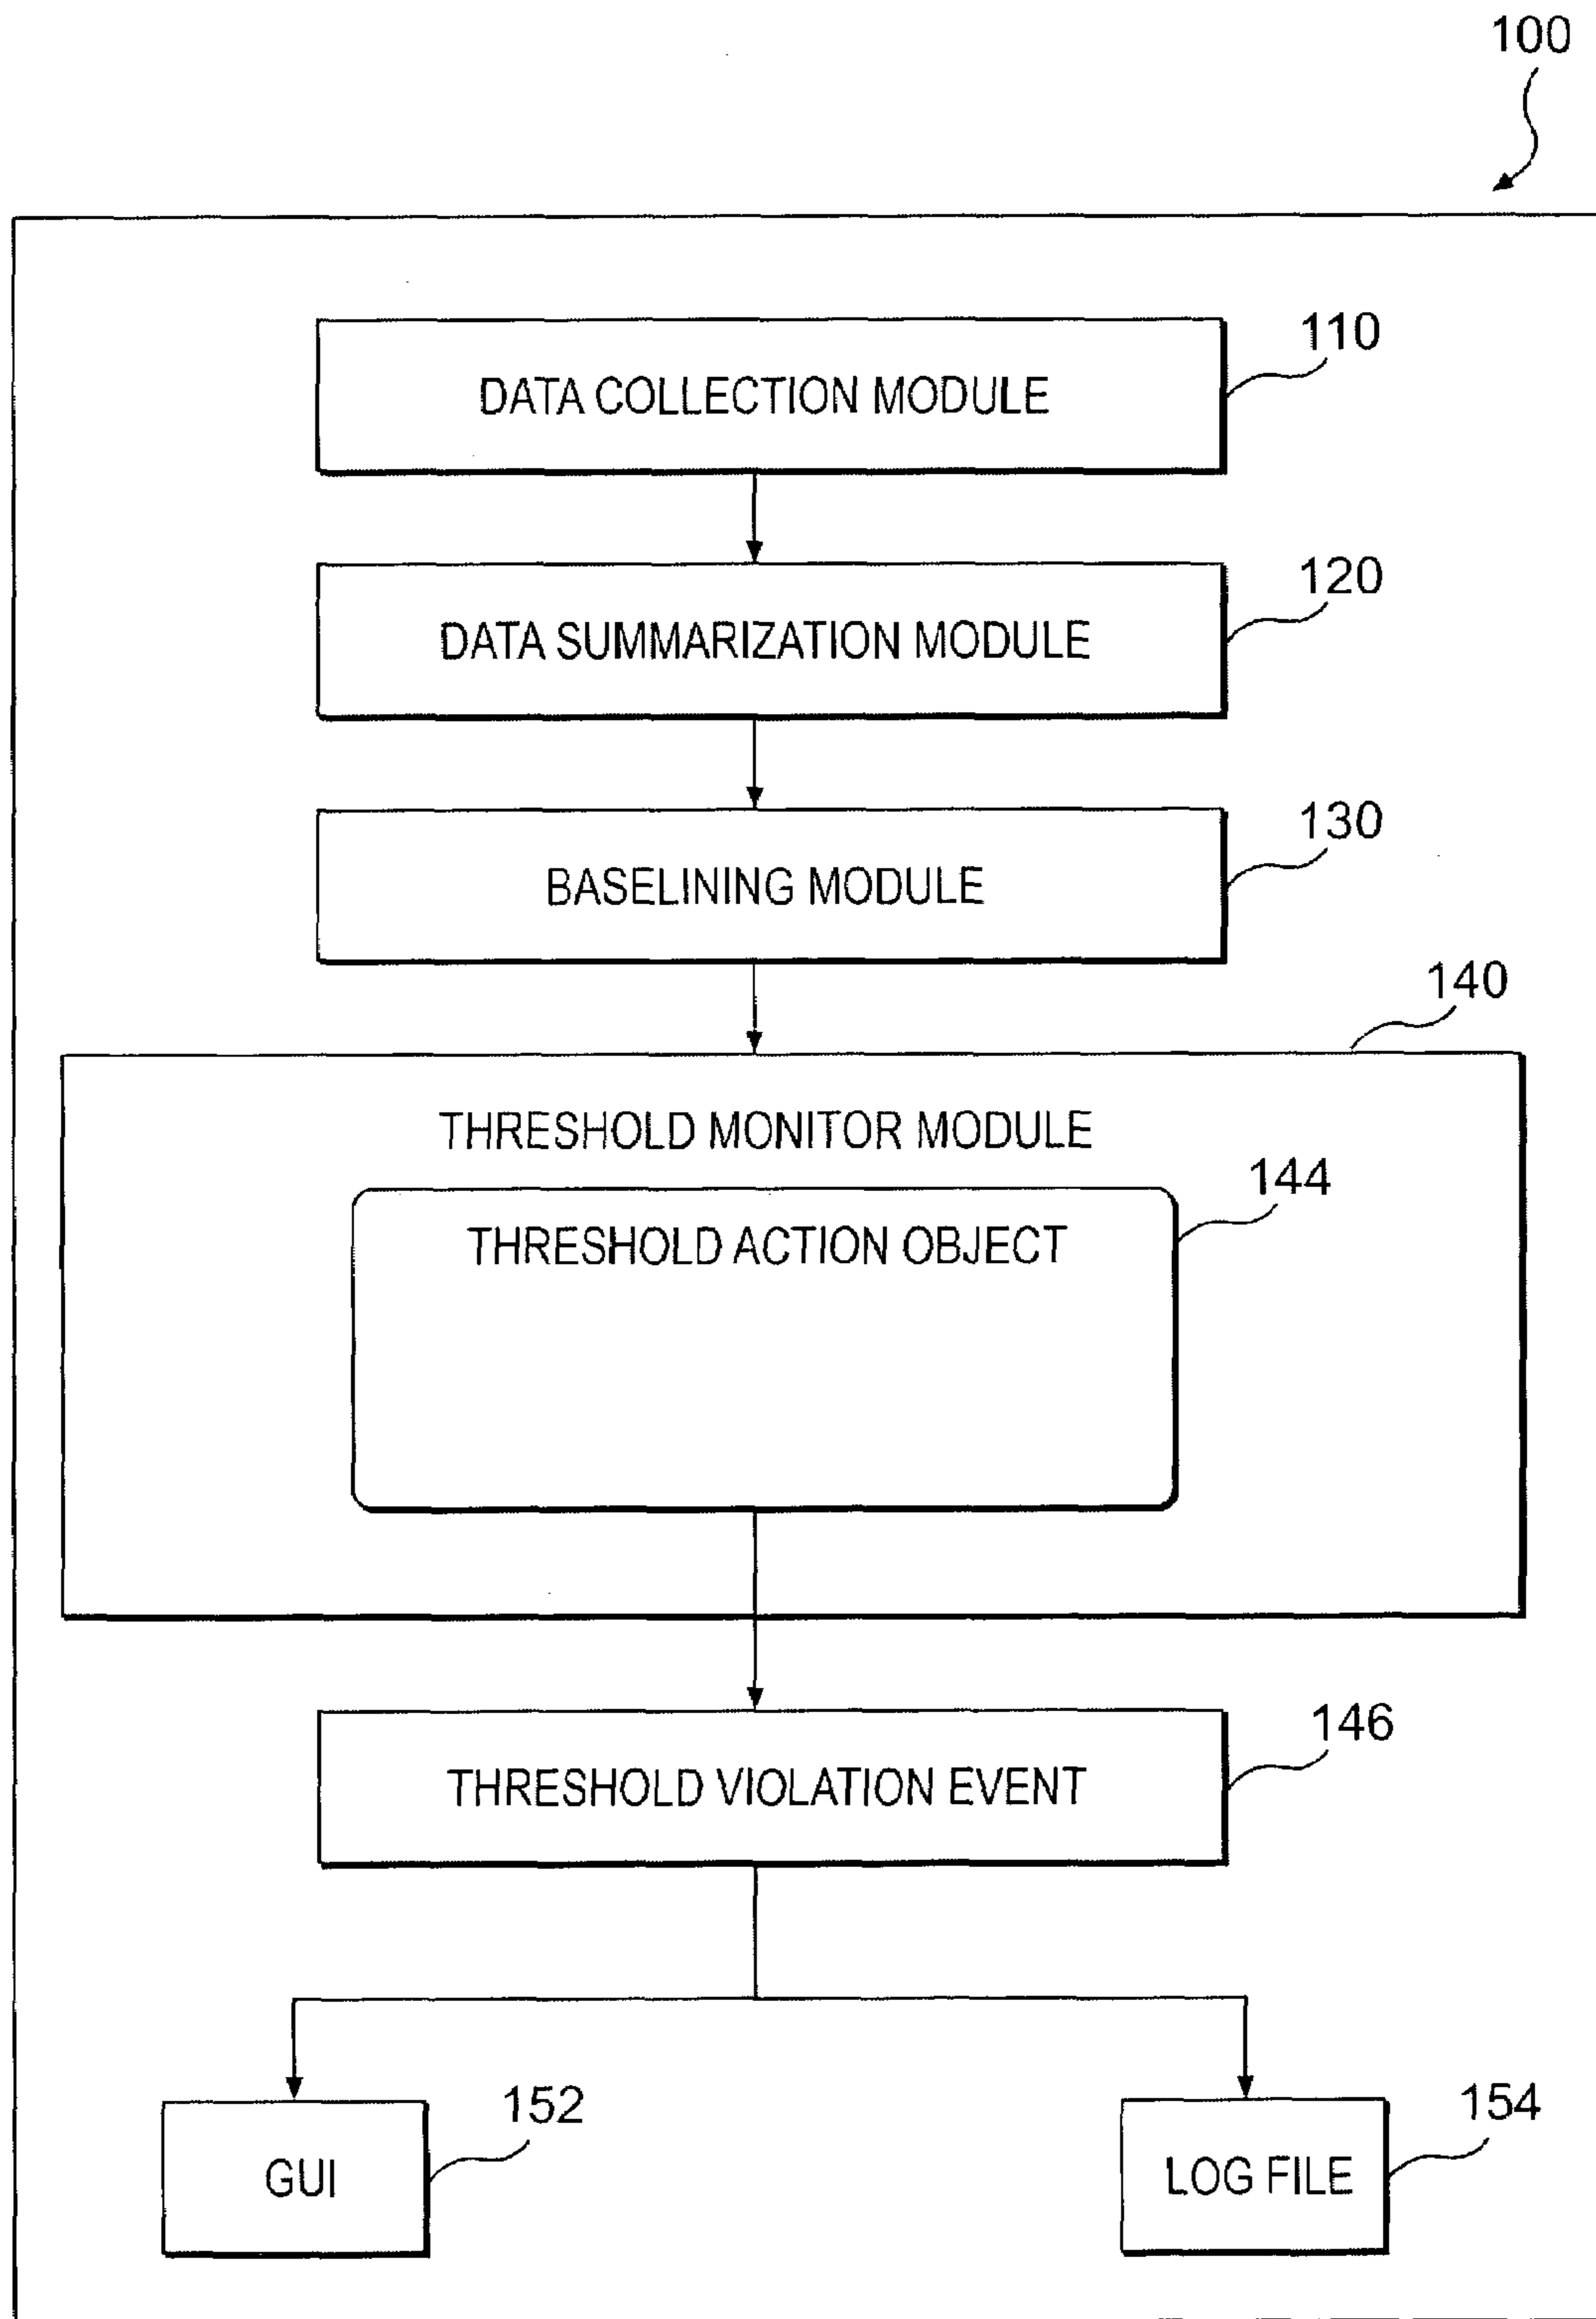 100
110
DATA COLLECTION MODULE
120
DATA SUMMARIZATION MODULE
130
BASELINING MODULE
140
THRESHOLD MONITOR MODULE
144
THRESHOLD ACTION OBJECT
146
THRESHOLD VIOLATION EVENT
152
GUI
154
LOG FILE